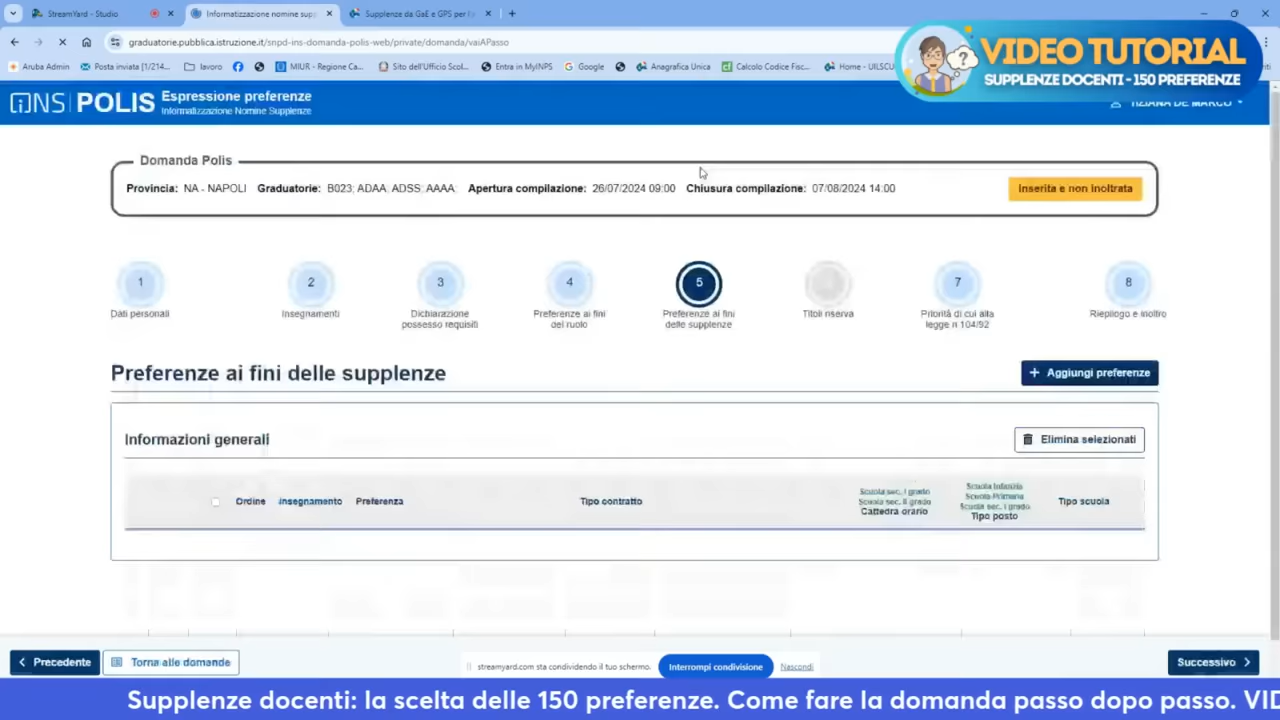 StreamYard - Studio
Informatizzazione nomine supp
Supplenze da GaE e GPS per l
graduatorie.pubblica.istruzione.it/snpd-ins-domanda-polis-web/private/domanda/vaiAPasso
Aruba Admin
Posta inviata [1/214...
lavoro
MIUR - Regione Ca...
Sito dell'Ufficio Scol...
Entra in MyINPS
Google
Anagrafica Unica
Calcolo Codice Fisc...
Home - UILSCU
VIDEO TUTORIAL
SUPPLENZE DOCENTI - 150 PREFERENZE
INS POLIS
Espressione preferenze
Informatizzazione Nomine Supplenze
TIZIANA DE MARCO
Domanda Polis
Provincia: NA - NAPOLI Graduatorie: B023; ADAA; ADSS; AAAA; Apertura compilazione: 26/07/2024 09:00 Chiusura compilazione: 07/08/2024 14:00
Inserita e non inoltrata
1
Dati personali
2
Insegnamenti
3
Dichiarazione
possesso requisiti
4
Preferenze ai fini
del ruolo
5
Preferenze ai fini
delle supplenze
Titoli riserva
7
Priorità di cui alla
legge n 104/92
8
Riepilogo e inoltro
Preferenze ai fini delle supplenze
+ Aggiungi preferenze
Informazioni generali
Elimina selezionati
Ordine
Insegnamento
Preferenza
Tipo contratto
Scuola sec. I grado
Scuola sec. II grado
Cattedra orario
Scuola Infanzia
Scuola Primaria
Scuola sec. I grado
Tipo posto
Tipo scuola
Precedente
Torna alle domande
streamyard.com sta condividendo il tuo schermo.
Interrompi condivisione
Nascondi
Successivo
Supplenze docenti: la scelta delle 150 preferenze. Come fare la domanda passo dopo passo. VID